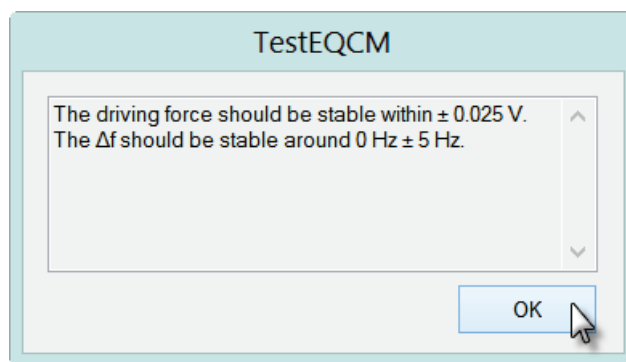 TestEQCM
The driving force should be stable within ± 0.025 V.
The Δf should be stable around 0 Hz ± 5 Hz.
OK